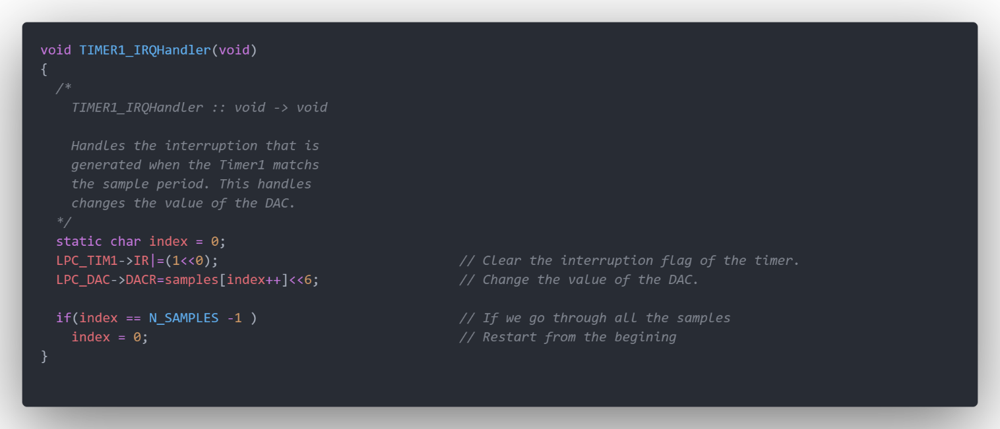 void TIMER1_IRQHandler(void)
{
/*
TIMER1_IRQHandler :: void -> void
Handles the interruption that is
generated when the Timer1 matchs
the sample period. This handles
changes the value of the DAC.
*/
static char index = 0;
LPC_TIM1->IR|=(1<<0); // Clear the interruption flag of the timer.
LPC_DAC->DACR=samples[index++]<<6; // Change the value of the DAC.
if(index == N_SAMPLES -1 ) // If we go through all the samples
index = 0; // Restart from the begining
}